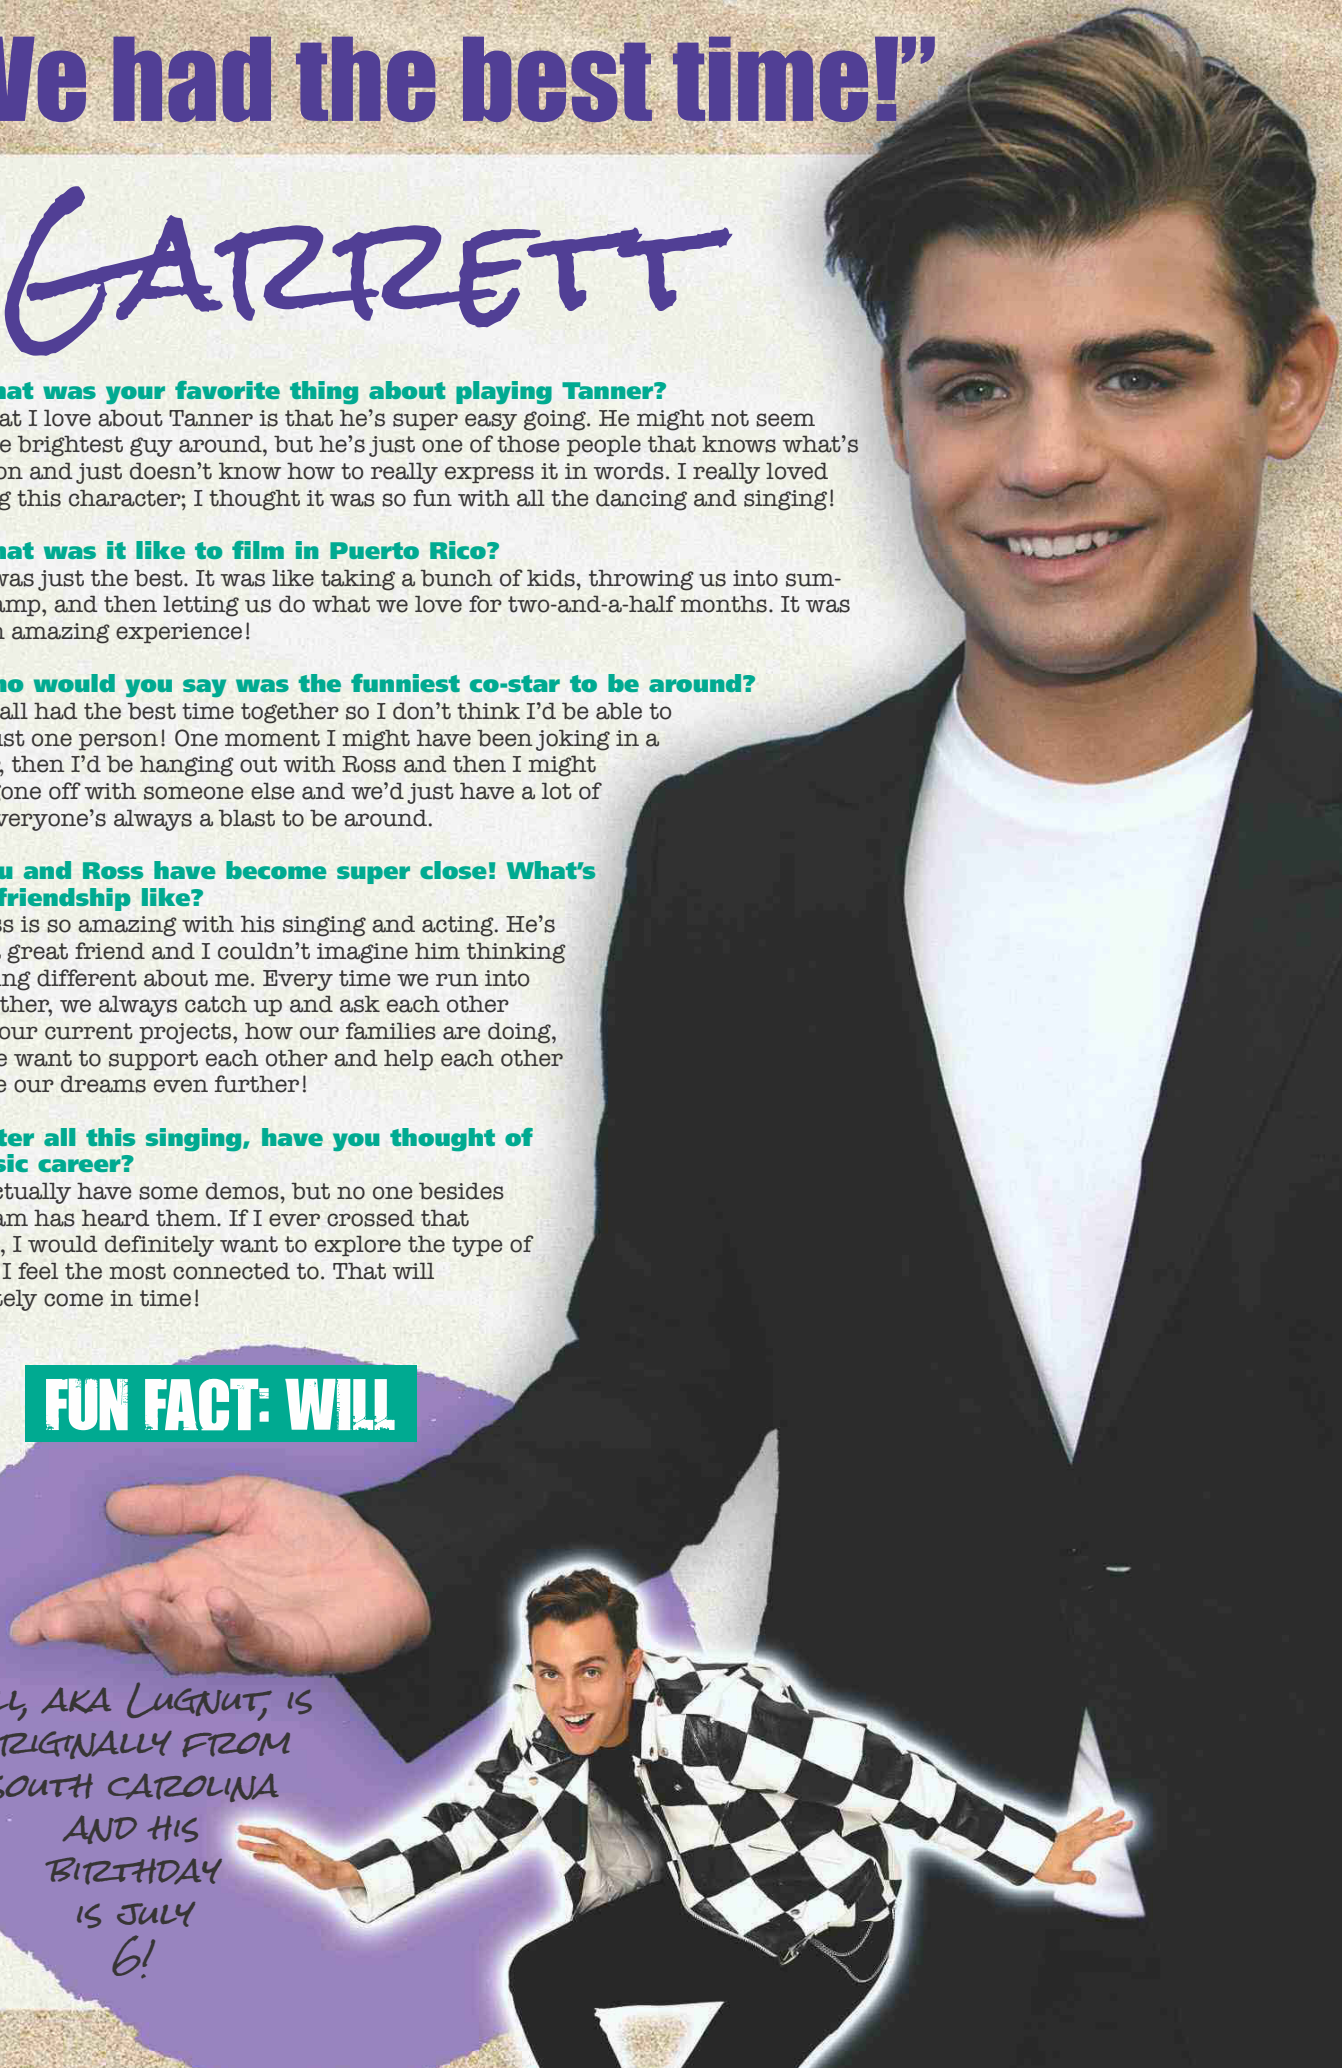 We had the best time!”
GARRETT
hat was your favorite thing about playing Tanner?
at I love about Tanner is that he’s super easy going. He might not seem
e brightest guy around, but he’s just one of those people that knows what’s
on and just doesn’t know how to really express it in words. I really loved
g this character; I thought it was so fun with all the dancing and singing!
hat was it like to film in Puerto Rico?
was just the best. It was like taking a bunch of kids, throwing us into sum-
amp, and then letting us do what we love for two-and-a-half months. It was
n amazing experience!
ho would you say was the funniest co-star to be around?
all had the best time together so I don’t think I’d be able to
ust one person! One moment I might have been joking in a
, then I’d be hanging out with Ross and then I might
gone off with someone else and we’d just have a lot of
veryone’s always a blast to be around.
u and Ross have become super close! What’s
friendship like?
ss is so amazing with his singing and acting. He’s
great friend and I couldn’t imagine him thinking
ing different about me. Every time we run into
ther, we always catch up and ask each other
our current projects, how our families are doing,
e want to support each other and help each other
e our dreams even further!
ter all this singing, have you thought of
sic career?
ctually have some demos, but no one besides
am has heard them. If I ever crossed that
, I would definitely want to explore the type of
I feel the most connected to. That will
tely come in time!
FUN FACT: WILL
LL, AKA LUGNUT, IS
RIGINALLY FROM
SOUTH CAROLINA
AND HIS
BIRTHDAY
IS JULY
6!